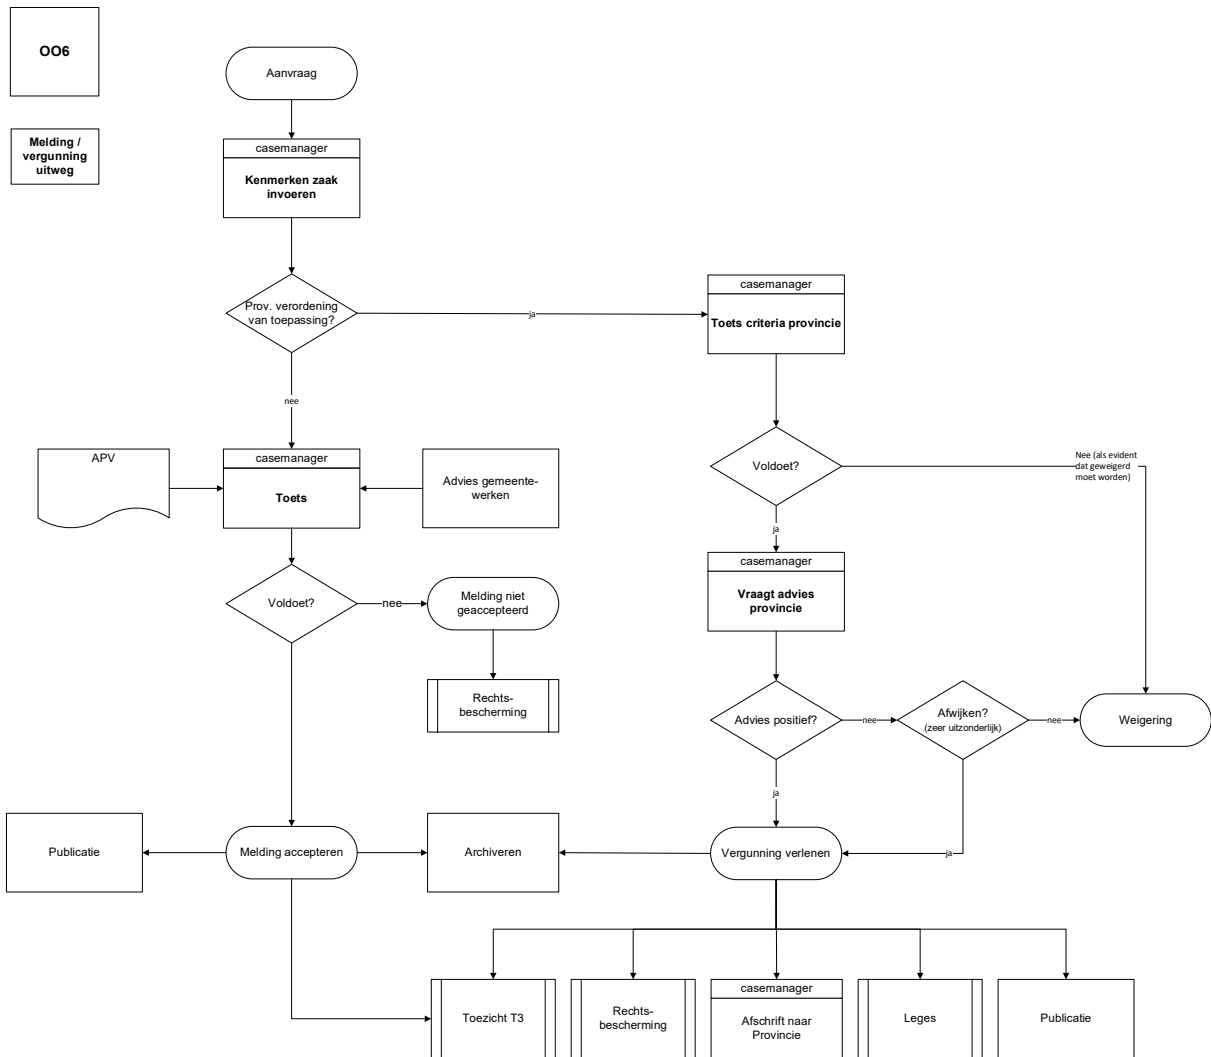 OO6
Melding /
vergunning
uitweg
Aanvraag
casemanager
Kenmerken zaak
invoeren
Prov. verordening
van toepassing?
ja
casemanager
Toets criteria provincie
nee
APV
casemanager
Toets
Advies gemeente-
werken
Voldoet?
Nee (als evident
dat geweigerd
moet worden)
ja
casemanager
Vraagt advies
provincie
Voldoet?
nee
Melding niet
geaccepteerd
Rechts-
bescherming
Advies positief?
nee
Afwijken?
(zeer uitzonderlijk)
nee
Weigering
ja
Publicatie
Melding accepteren
Archiveren
Vergunning verlenen
ja
Toezicht T3
Rechts-
bescherming
casemanager
Afschrift naar
Provincie
Leges
Publicatie